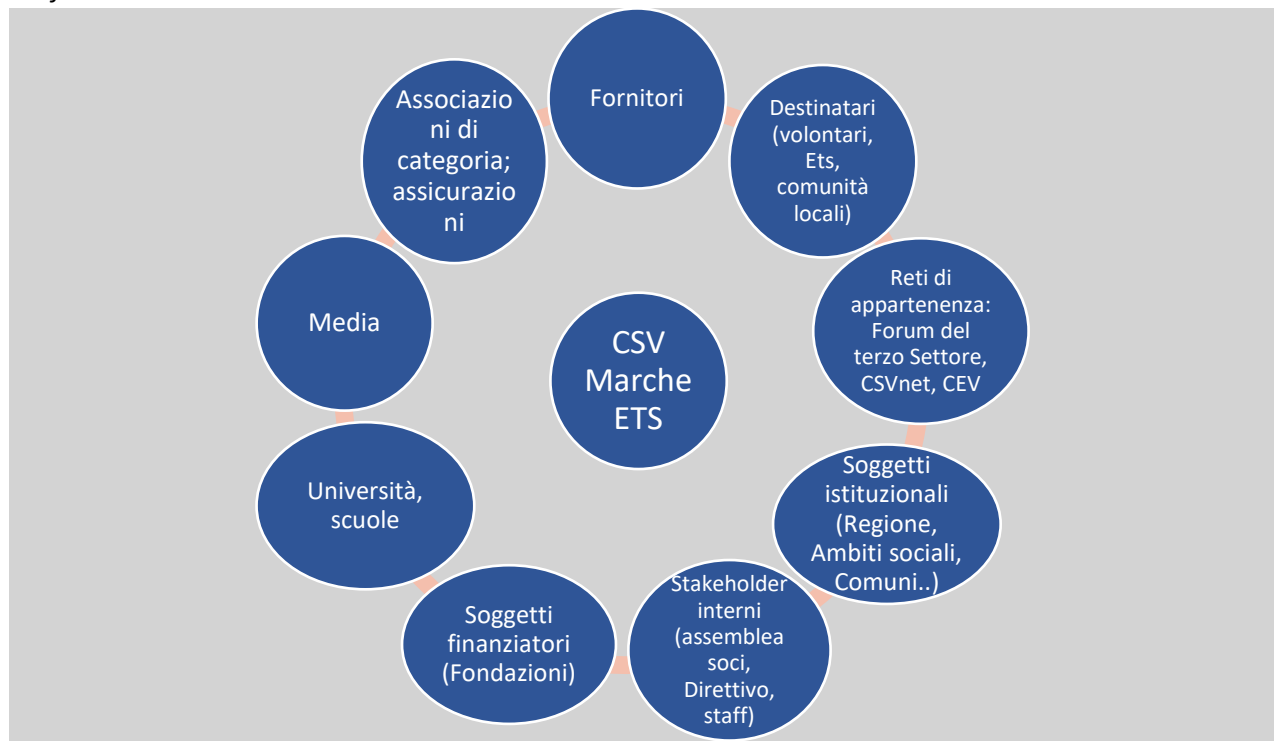 Fornitori
Destinatari
(volontari,
Ets,
comunità
locali)
Reti di
appartenenza:
Forum del
terzo Settore,
CSVnet, CEV
Soggetti
istituzionali
(Regione,
Ambiti sociali,
Comuni..)
Stakeholder
interni
(assemblea
soci,
Direttivo,
staff)
Soggetti
finanziatori
(Fondazioni)
Università,
scuole
Media
Associazio
ni di
categoria;
assicurazio
ni
CSV
Marche
ETS